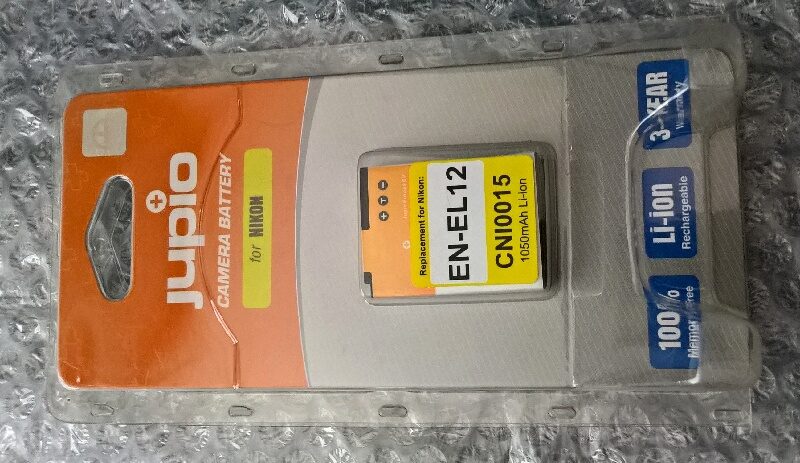 jupio
CAMERA BATTERY
for NIKON
Replacement for Nikon:
EN-EL12
CNI0015
1050mAh Li-Ion
100%
Memory Free
Li-ion
Rechargeable
3-YEAR
Warranty